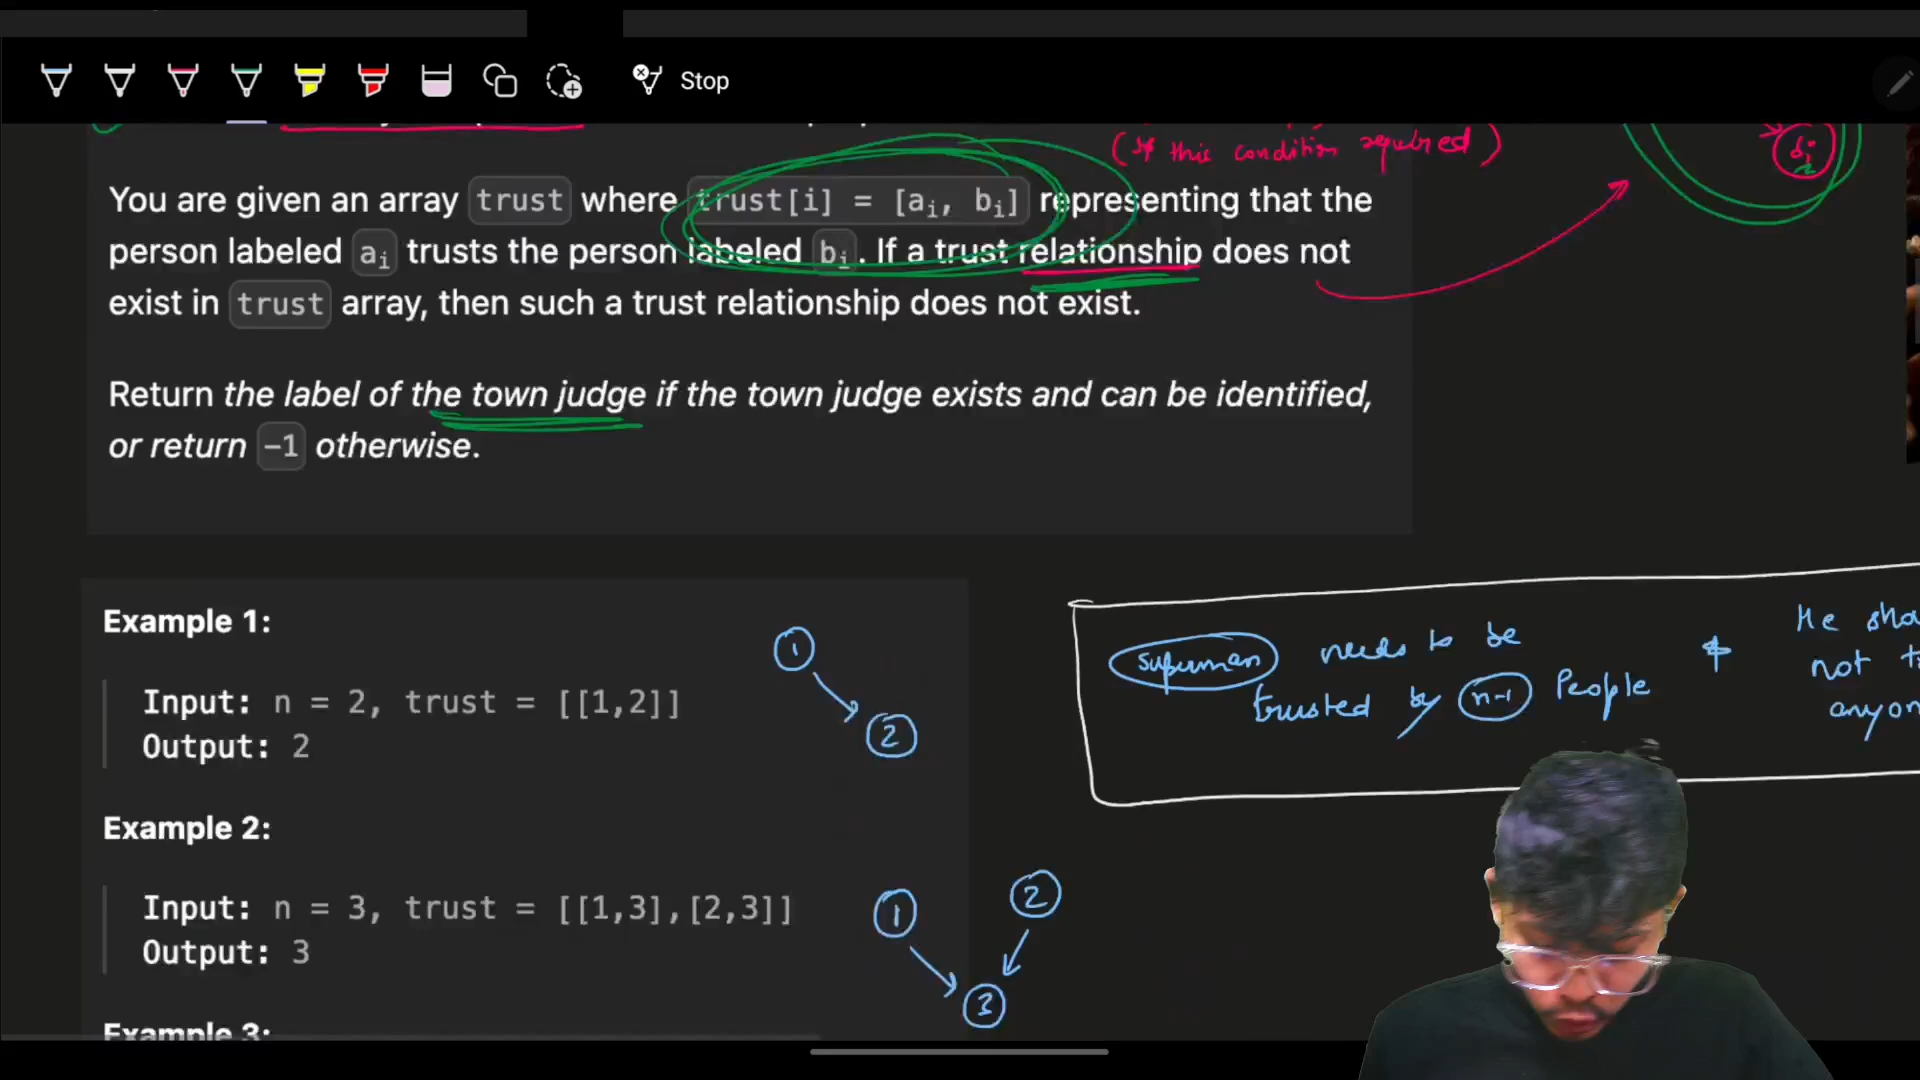 Stop
(If this condition required)
You are given an array trust where trust[i] = [ai, bi] representing that the
person labeled ai trusts the person labeled bi. If a trust relationship does not
exist in trust array, then such a trust relationship does not exist.
Return the label of the town judge if the town judge exists and can be identified,
or return -1 otherwise.
Example 1:
Input: n = 2, trust = [[1,2]]
Output: 2
1
2
Example 2:
Input: n = 3, trust = [[1,3],[2,3]]
Output: 3
1
2
3
Example 3:
superman needs to be
trusted by n-1 People
He sho
not t
anyon